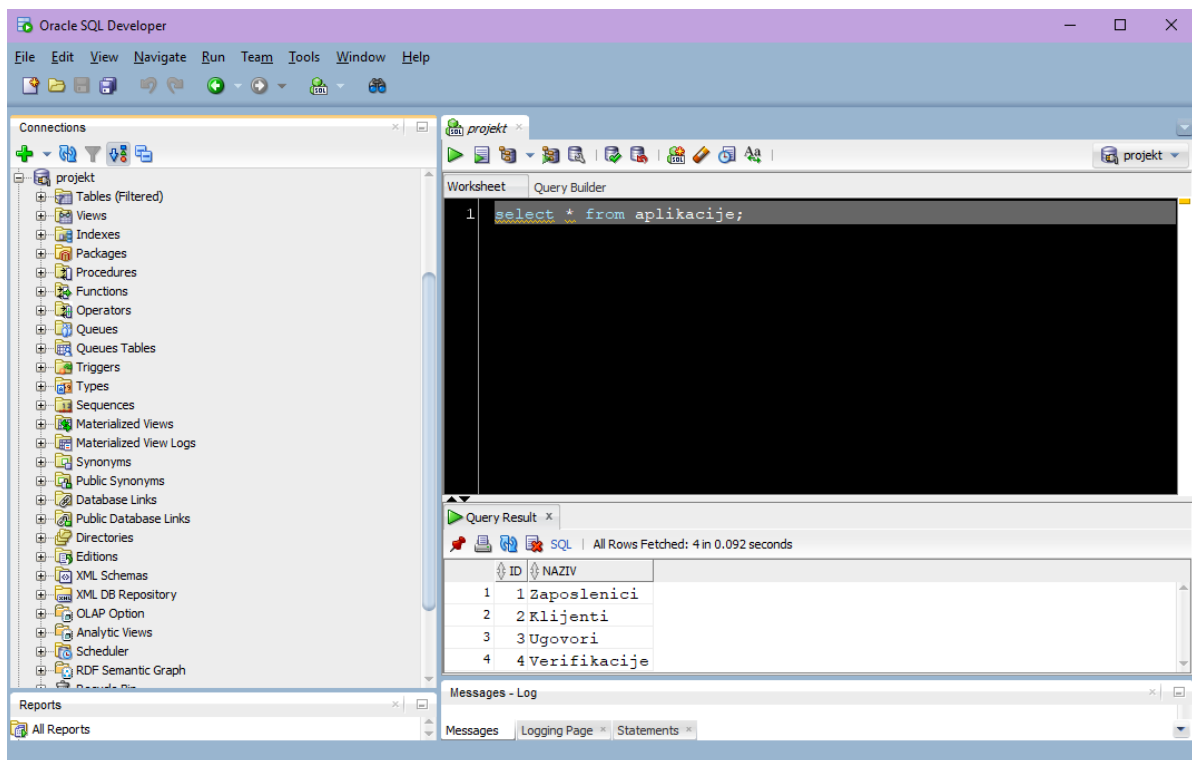 Oracle SQL Developer
File Edit View Navigate Run Team Tools Window Help
Connections
projekt
Tables (Filtered)
Views
Indexes
Packages
Procedures
Functions
Operators
Queues
Queues Tables
Triggers
Types
Sequences
Materialized Views
Materialized View Logs
Synonyms
Public Synonyms
Database Links
Public Database Links
Directories
Editions
XML Schemas
XML DB Repository
OLAP Option
Analytic Views
Scheduler
RDF Semantic Graph
Reports
All Reports
projekt
projekt
Worksheet Query Builder
1 select * from aplikacije;
Query Result
SQL | All Rows Fetched: 4 in 0.092 seconds
ID NAZIV
1 1 Zaposlenici
2 2 Klijenti
3 3 Ugovori
4 4 Verifikacije
Messages - Log
Messages Logging Page Statements